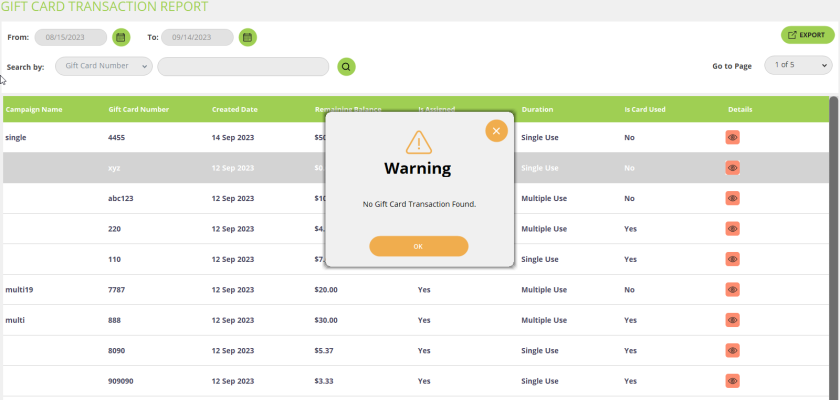 GIFT CARD TRANSACTION REPORT
From: 08/15/2023 To: 09/14/2023 EXPORT
Search by: Gift Card Number Go to Page 1 of 5
Campaign Name Gift Card Number Created Date Remaining Balance Is Assigned Duration Is Card Used Details
single 4455 14 Sep 2023 Single Use No
xyz 12 Sep 2023 Single Use No
abc123 12 Sep 2023 Multiple Use No
220 12 Sep 2023 Multiple Use Yes
110 12 Sep 2023 Single Use Yes
Warning
No Gift Card Transaction Found.
OK
multi19 7787 12 Sep 2023 $20.00 Yes Multiple Use No
multi 888 12 Sep 2023 $30.00 Yes Multiple Use Yes
8090 12 Sep 2023 $5.37 Yes Single Use Yes
909090 12 Sep 2023 $3.33 Yes Single Use Yes